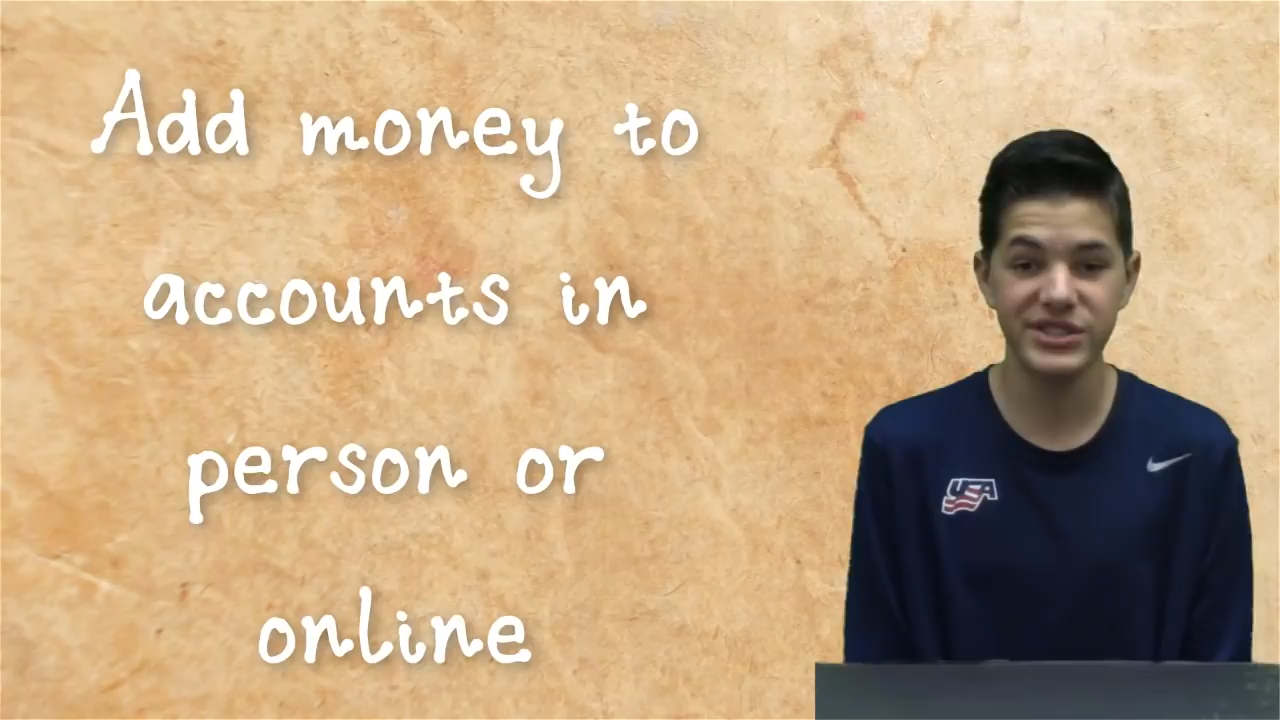 Add money to
accounts in
person or
online
USA